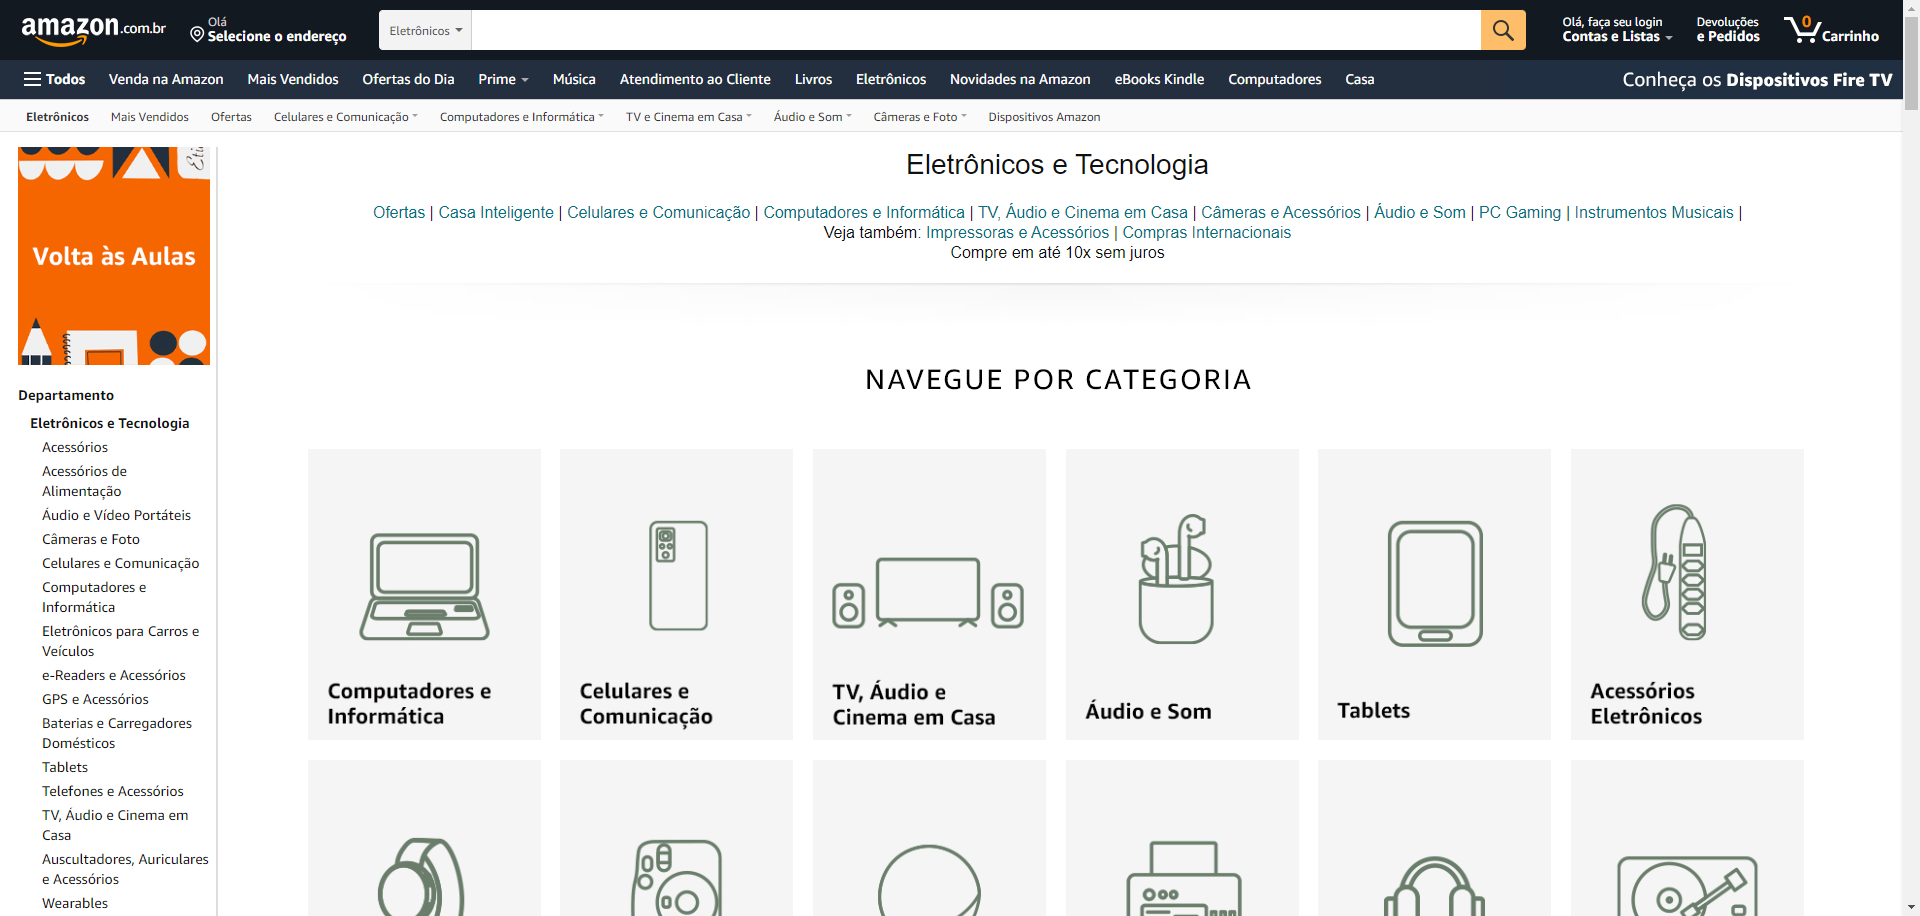 amazon.com.br
Olá
Selecione o endereço
Eletrônicos
Olá, faça seu login
Contas e Listas
Devoluções
e Pedidos
0
Carrinho
Todos
Venda na Amazon
Mais Vendidos
Ofertas do Dia
Prime
Música
Atendimento ao Cliente
Livros
Eletrônicos
Novidades na Amazon
eBooks Kindle
Computadores
Casa
Conheça os Dispositivos Fire TV
Eletrônicos
Mais Vendidos
Ofertas
Celulares e Comunicação
Computadores e Informática
TV e Cinema em Casa
Áudio e Som
Câmeras e Foto
Dispositivos Amazon
Volta às Aulas
Departamento
Eletrônicos e Tecnologia
Acessórios
Acessórios de
Alimentação
Áudio e Vídeo Portáteis
Câmeras e Foto
Celulares e Comunicação
Computadores e
Informática
Eletrônicos para Carros e
Veículos
e-Readers e Acessórios
GPS e Acessórios
Baterias e Carregadores
Domésticos
Tablets
Telefones e Acessórios
TV, Áudio e Cinema em
Casa
Auscultadores, Auriculares
e Acessórios
Wearables
Eletrônicos e Tecnologia
Ofertas | Casa Inteligente | Celulares e Comunicação | Computadores e Informática | TV, Áudio e Cinema em Casa | Câmeras e Acessórios | Áudio e Som | PC Gaming | Instrumentos Musicais |
Veja também: Impressoras e Acessórios | Compras Internacionais
Compre em até 10x sem juros
NAVEGUE POR CATEGORIA
Computadores e
Informática
Celulares e
Comunicação
TV, Áudio e
Cinema em Casa
Áudio e Som
Tablets
Acessórios
Eletrônicos